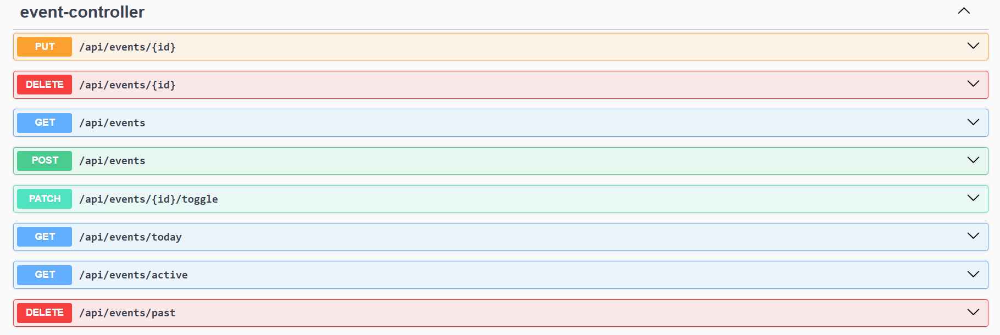 event-controller
PUT /api/events/{id}
DELETE /api/events/{id}
GET /api/events
POST /api/events
PATCH /api/events/{id}/toggle
GET /api/events/today
GET /api/events/active
DELETE /api/events/past